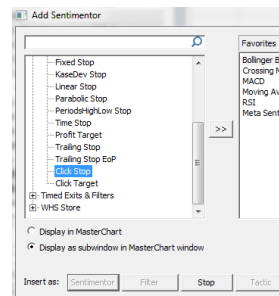 Add Sentimentor
Favorites
Fixed Stop
KaseDev Stop
Linear Stop
Parabolic Stop
PeriodsHighLow Stop
Time Stop
Profit Target
Trailing Stop
Trailing Stop EoP
Click Stop
Click Target
Timed Exits & Filters
WHS Store
>>
Bollinger B
Crossing M
MACD
Moving Av
RSI
Meta Sent
Display in MasterChart
Display as subwindow in MasterChart window
Insert as: Sentimentor Filter Stop Tactic